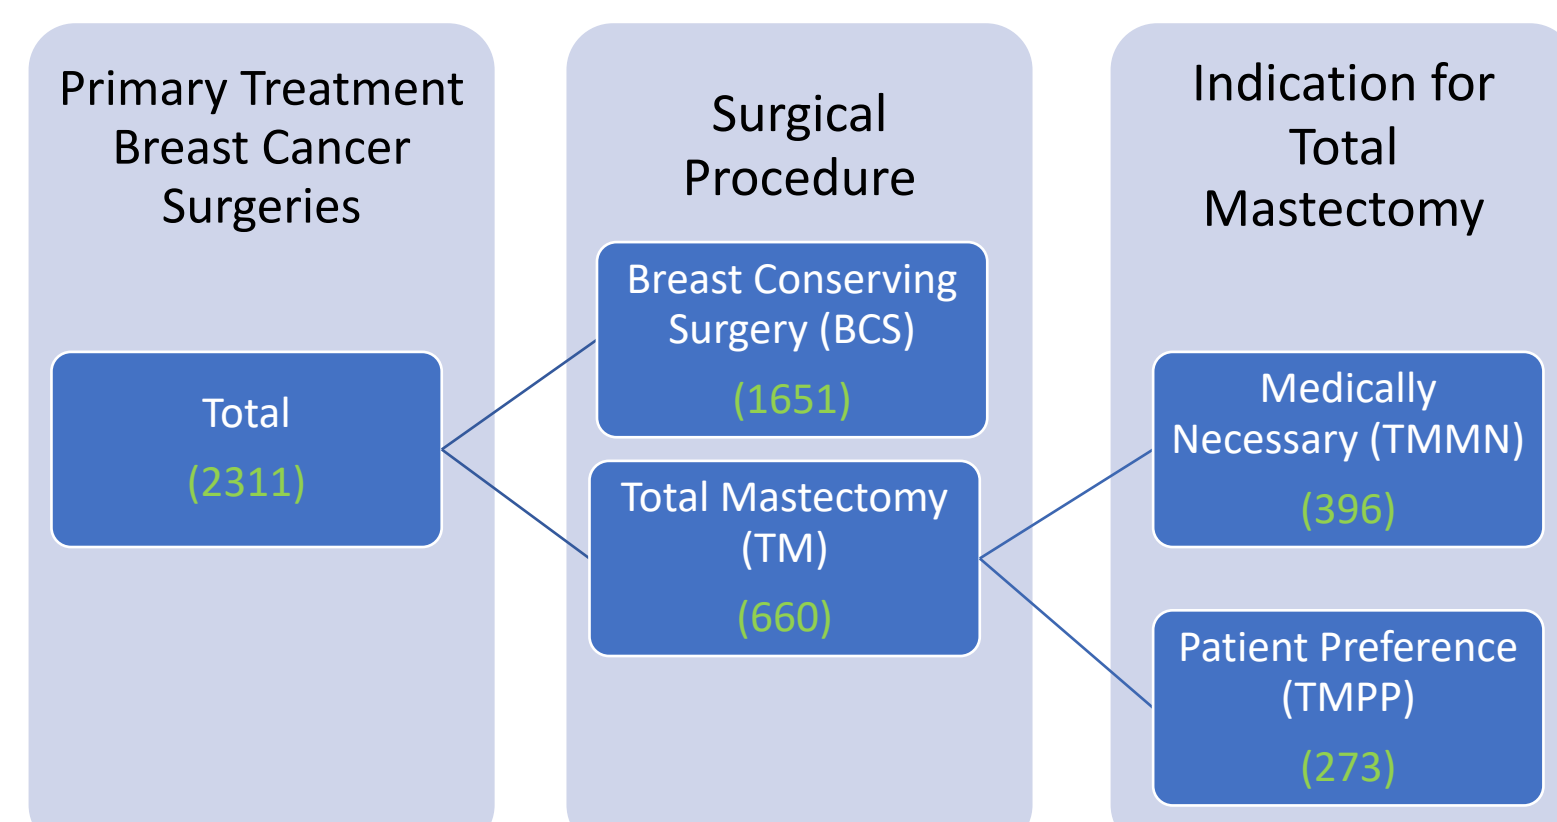 Primary Treatment
Breast Cancer
Surgeries
Total
(2311)
Surgical
Procedure
Breast Conserving
Surgery (BCS)
(1651)
Total Mastectomy
(TM)
(660)
Indication for
Total
Mastectomy
Medically
Necessary (TMMN)
(396)
Patient Preference
(TMPP)
(273)